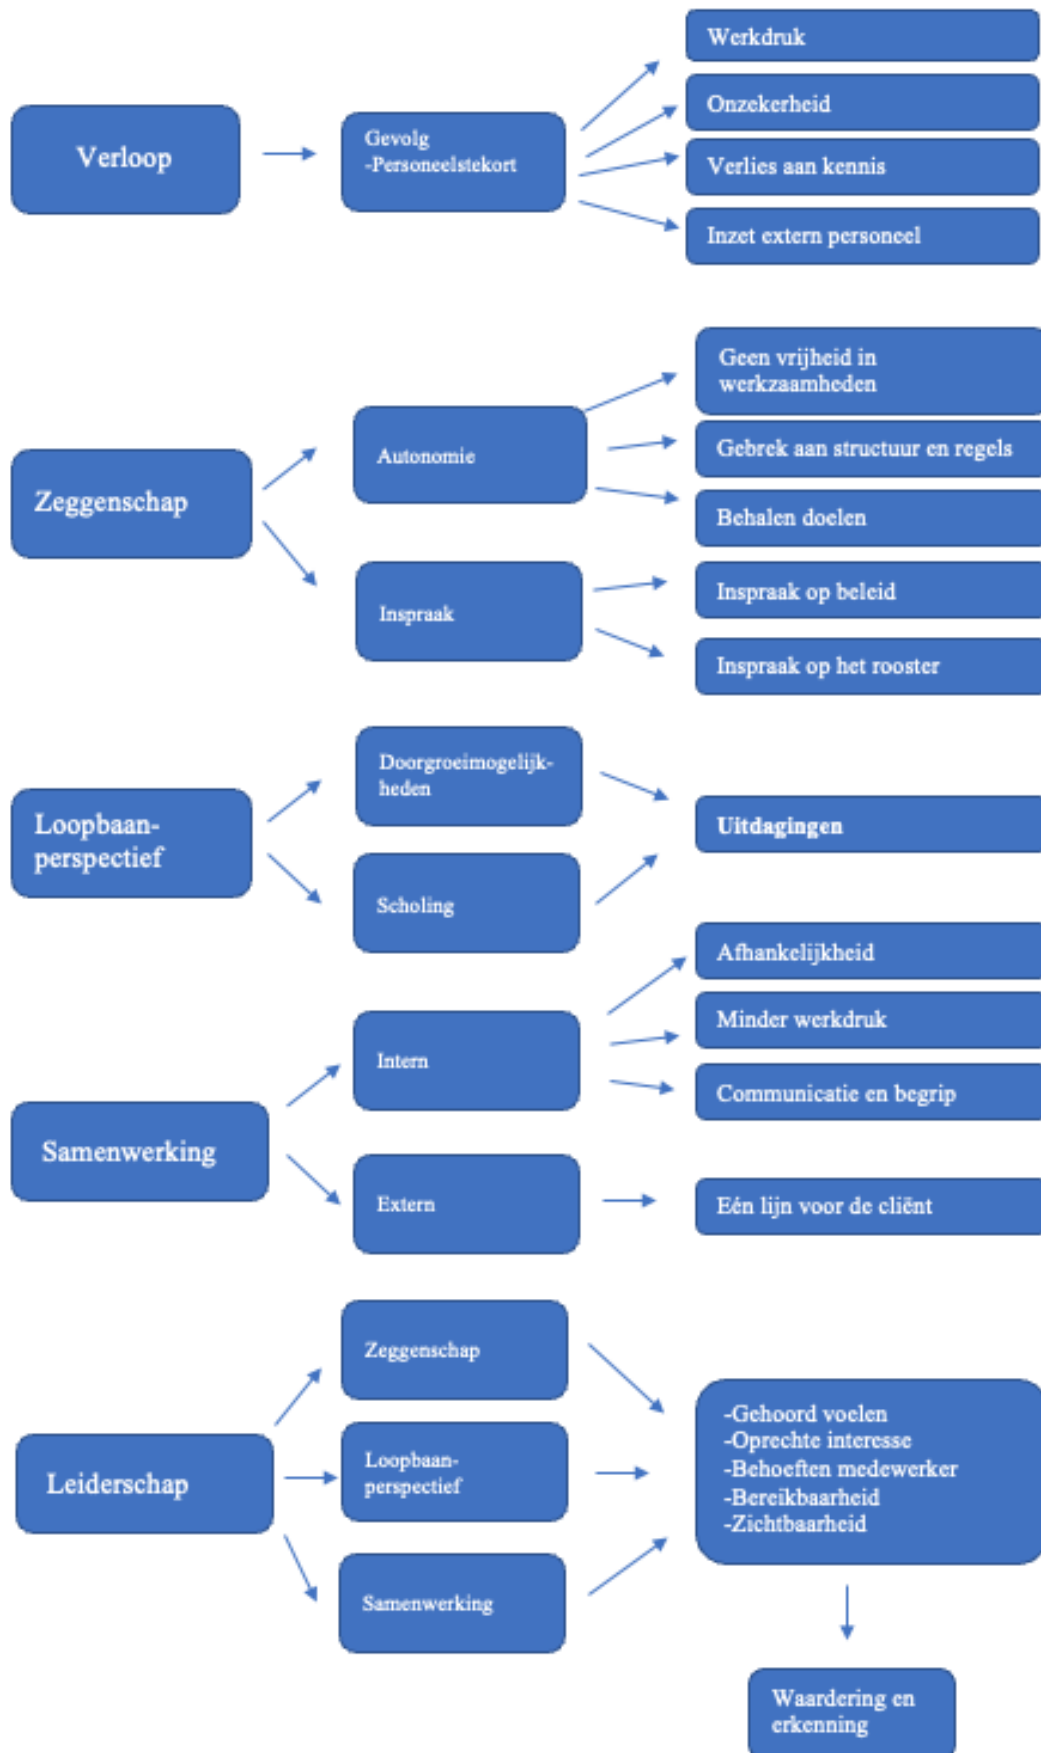 Werkdruk
Onzekerheid
Verloop
Gevolg
-Personeelstekort
Verlies aan kennis
Inzet extern personeel
Geen vrijheid in
werkzaamheden
Zeggenschap
Autonomie
Gebrek aan structuur en regels
Behalen doelen
Inspraak
Inspraak op beleid
Inspraak op het rooster
Loopbaan-
perspectief
Doorgroeimogelijk-
heden
Uitdagingen
Scholing
Samenwerking
Intern
Afhankelijkheid
Minder werkdruk
Communicatie en begrip
Extern
Eén lijn voor de cliënt
Leiderschap
Zeggenschap
Loopbaan-
perspectief
Samenwerking
-Gehoord voelen
-Oprechte interesse
-Behoeften medewerker
-Bereikbaarheid
-Zichtbaarheid
Waardering en
erkenning